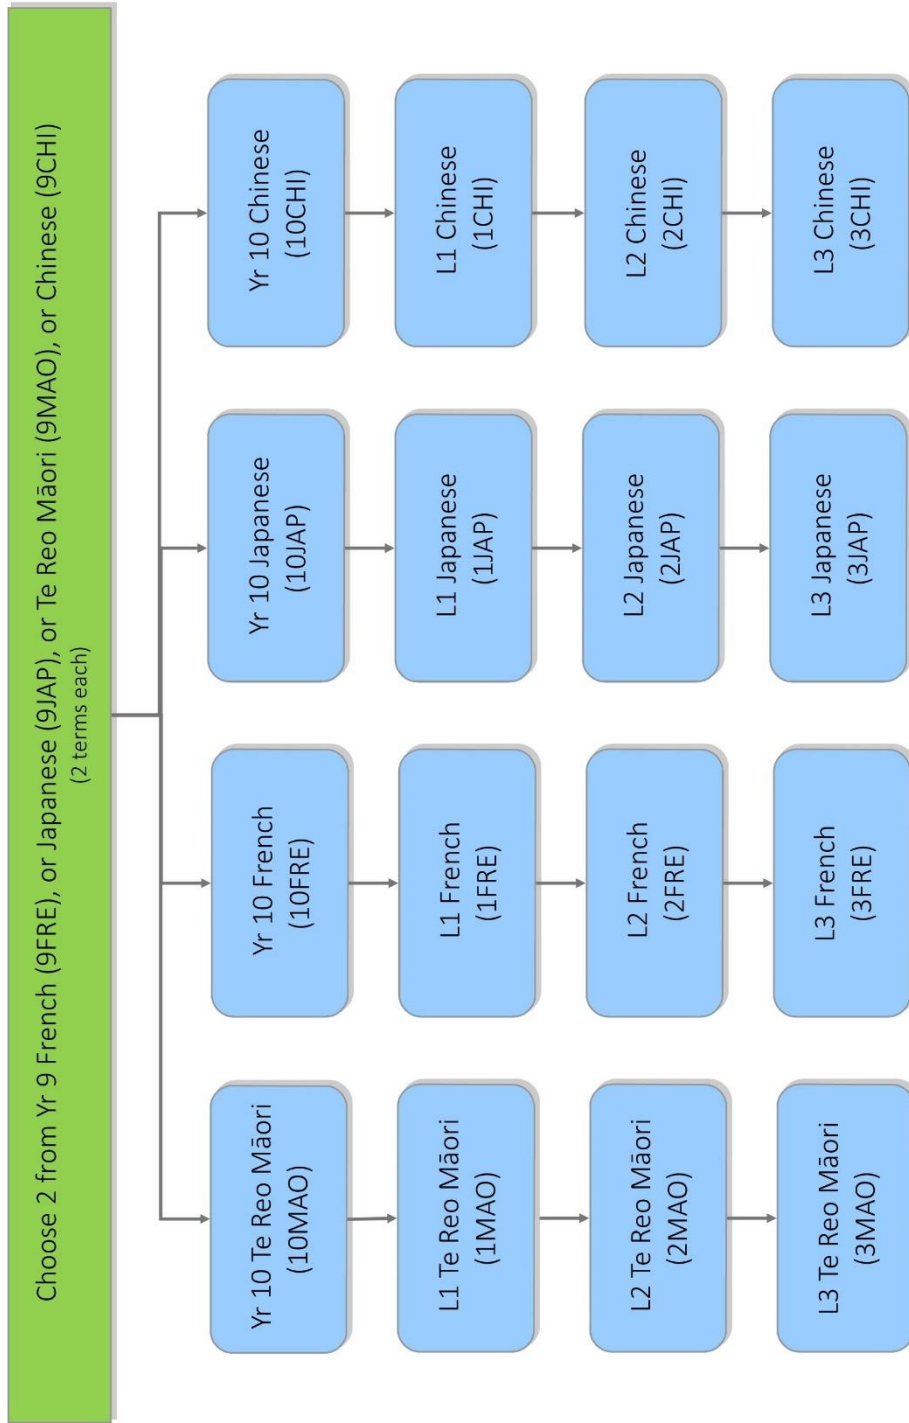 Choose 2 from Yr 9 French (9FRE), or Japanese (9JAP), or Te Reo Māori (9MAO), or Chinese (9CHI)
(2 terms each)
Yr 10 Te Reo Māori
(10MAO)
Yr 10 French
(10FRE)
Yr 10 Japanese
(10JAP)
Yr 10 Chinese
(10CHI)
L1 Te Reo Māori
(1MAO)
L1 French
(1FRE)
L1 Japanese
(1JAP)
L1 Chinese
(1CHI)
L2 Te Reo Māori
(2MAO)
L2 French
(2FRE)
L2 Japanese
(2JAP)
L2 Chinese
(2CHI)
L3 Te Reo Māori
(3MAO)
L3 French
(3FRE)
L3 Japanese
(3JAP)
L3 Chinese
(3CHI)